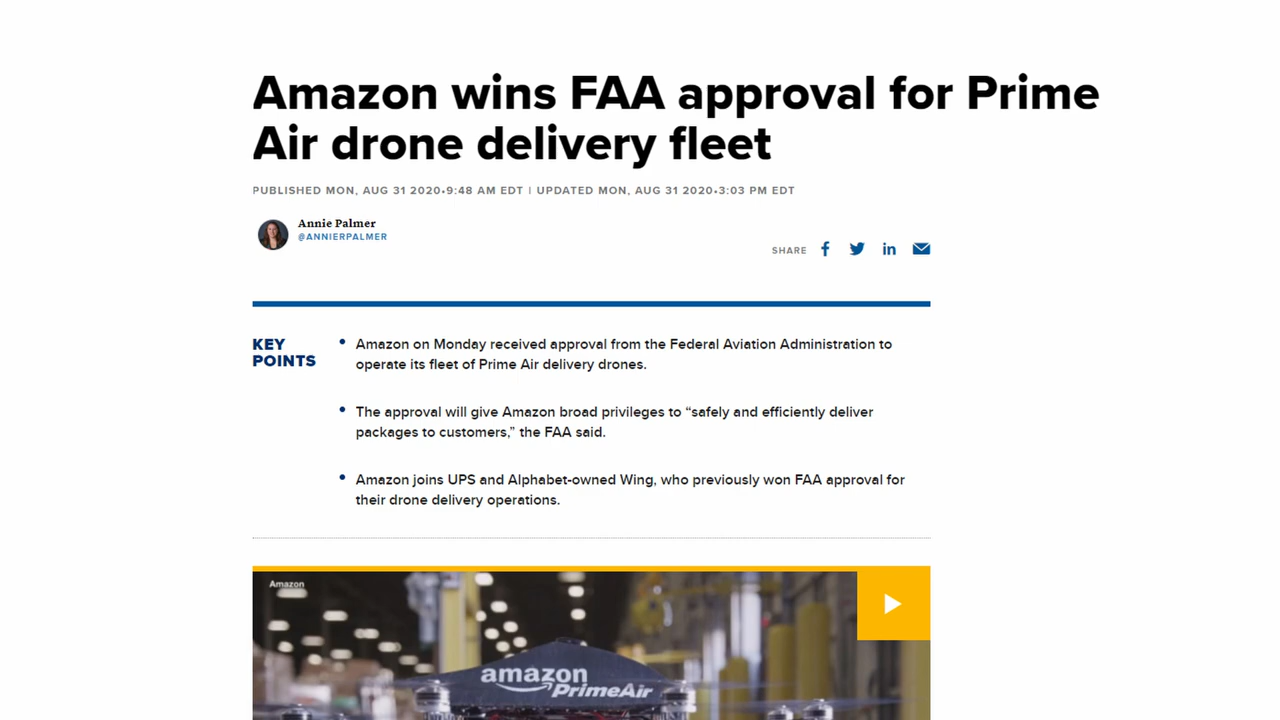 Amazon wins FAA approval for Prime
Air drone delivery fleet
PUBLISHED MON, AUG 31 2020•9:48 AM EDT | UPDATED MON, AUG 31 2020•3:03 PM EDT
Annie Palmer
@ANNIERPALMER
SHARE
KEY
POINTS
• Amazon on Monday received approval from the Federal Aviation Administration to
operate its fleet of Prime Air delivery drones.
• The approval will give Amazon broad privileges to “safely and efficiently deliver
packages to customers,” the FAA said.
• Amazon joins UPS and Alphabet-owned Wing, who previously won FAA approval for
their drone delivery operations.
Amazon
amazon
PrimeAir